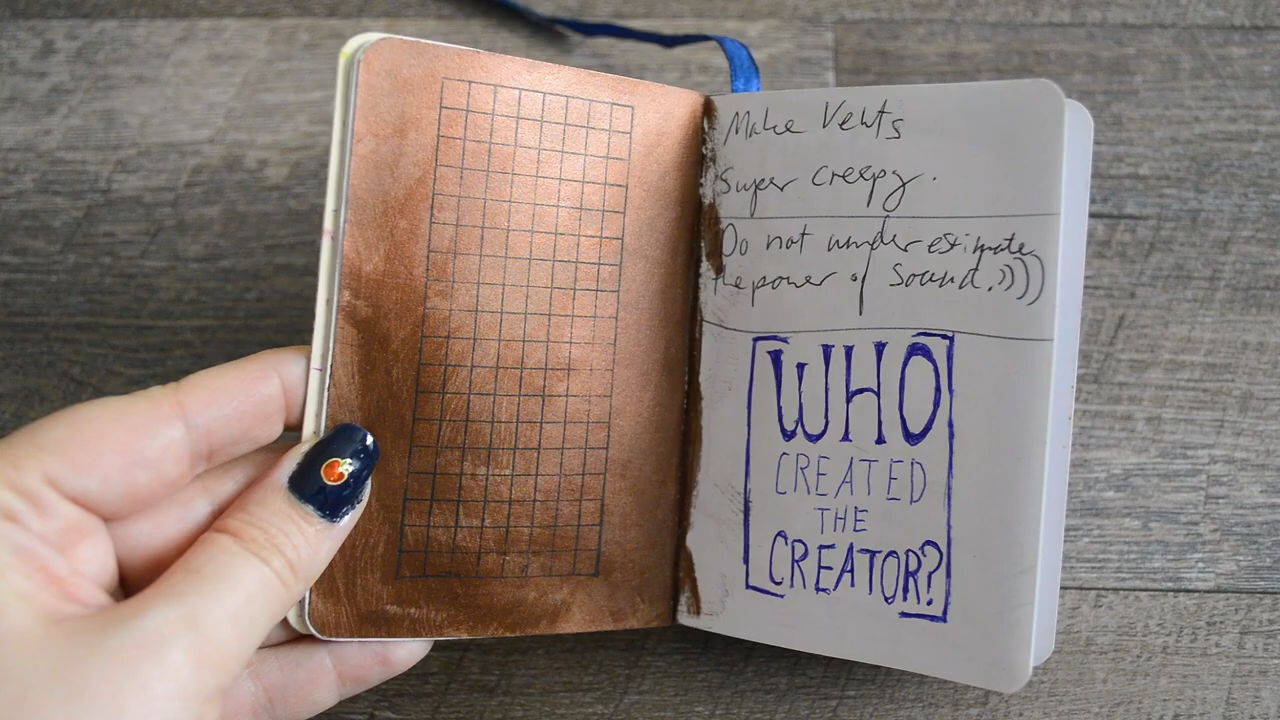 Make Vents
Super creepy.
Do not underestimate
the power of Sound.))))
WHO
CREATED
THE
CREATOR?